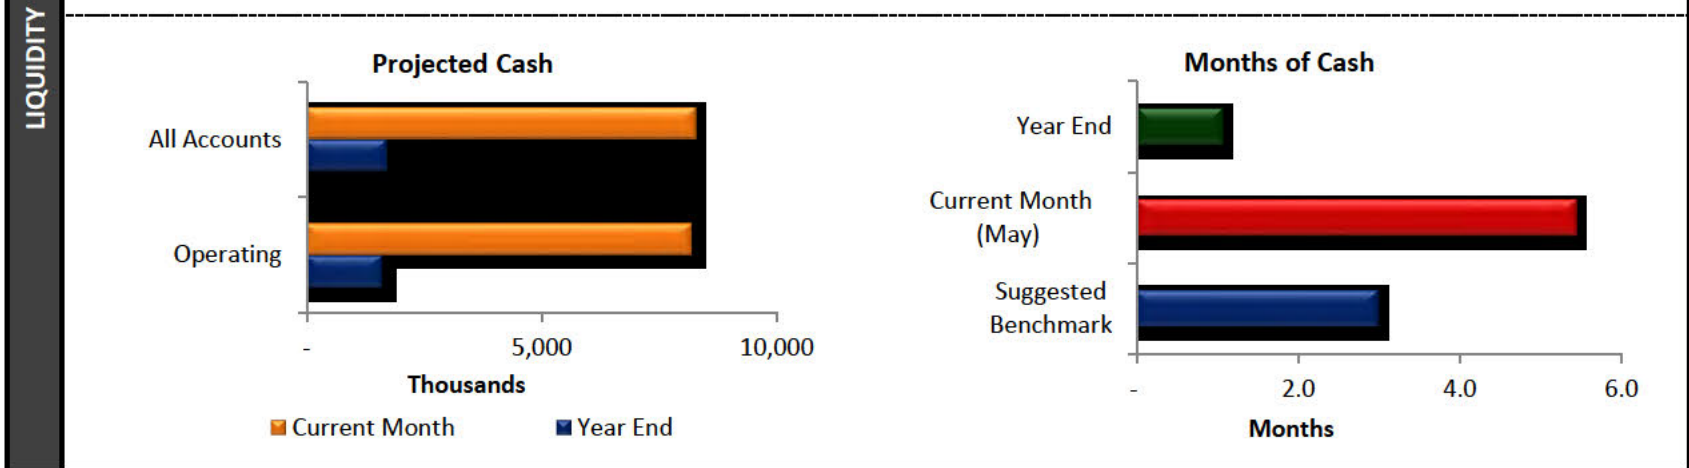 LIQUIDITY
Projected Cash
All Accounts
Operating
-
5,000
10,000
Thousands
Current Month
Year End
Months of Cash
Year End
Current Month
(May)
Suggested
Benchmark
-
2.0
4.0
6.0
Months